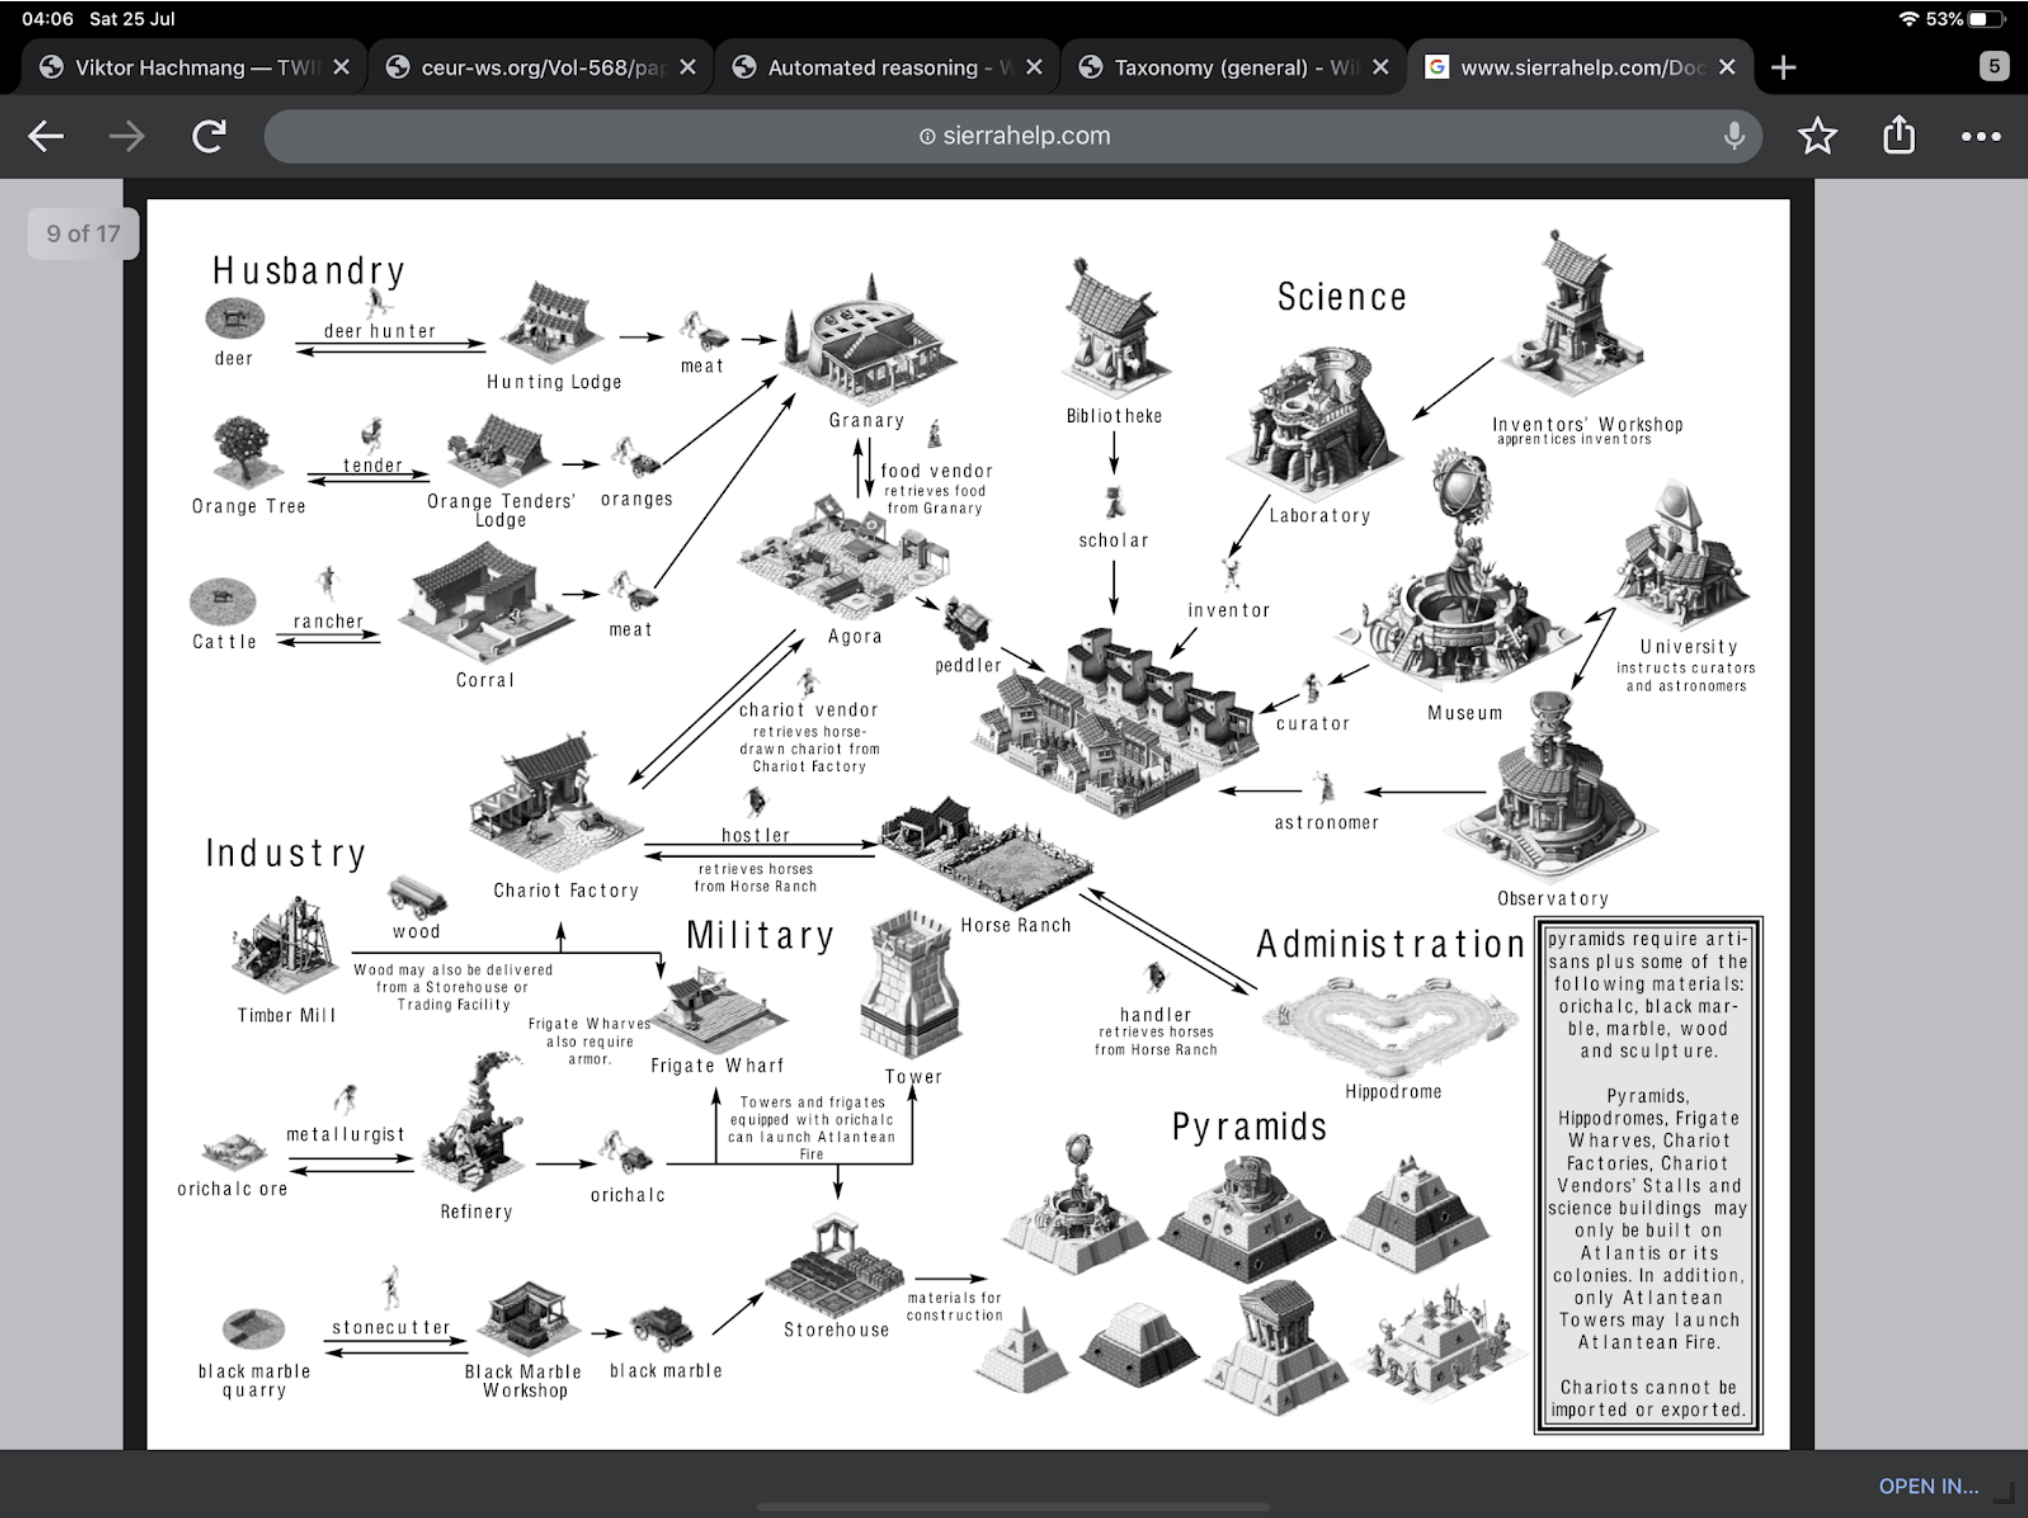 04:06 Sat 25 Jul
53%
Viktor Hachmang — TWI
ceur-ws.org/Vol-568/pap
Automated reasoning - W
Taxonomy (general) - Wik
www.sierrahelp.com/Doc
5
sierrahelp.com
9 of 17
Husbandry
deer
deer hunter
Hunting Lodge
meat
Granary
Orange Tree
tender
Orange Tenders'
Lodge
oranges
food vendor
retrieves food
from Granary
Cattle
rancher
Corral
meat
Agora
peddler
chariot vendor
retrieves horse-
drawn chariot from
Chariot Factory
Science
Bibliotheke
scholar
Laboratory
inventor
Inventors' Workshop
apprentices inventors
University
instructs curators
and astronomers
Museum
curator
astronomer
Observatory
Industry
Chariot Factory
hostler
retrieves horses
from Horse Ranch
Horse Ranch
Timber Mill
wood
Wood may also be delivered
from a Storehouse or
Trading Facility
Military
Frigate Wharves
also require
armor.
Frigate Wharf
Tower
Towers and frigates
equipped with orichalc
can launch Atlantean
Fire
Administration
handler
retrieves horses
from Horse Ranch
Hippodrome
orichalc ore
metallurgist
Refinery
orichalc
black marble
quarry
stonecutter
Black Marble
Workshop
black marble
Storehouse
materials for
construction
Pyramids
pyramids require arti-
sans plus some of the
following materials:
orichalc, black mar-
ble, marble, wood
and sculpture.
Pyramids,
Hippodromes, Frigate
Wharves, Chariot
Factories, Chariot
Vendors' Stalls and
science buildings may
only be built on
Atlantis or its
colonies. In addition,
only Atlantean
Towers may launch
Atlantean Fire.
Chariots cannot be
imported or exported.
OPEN IN...